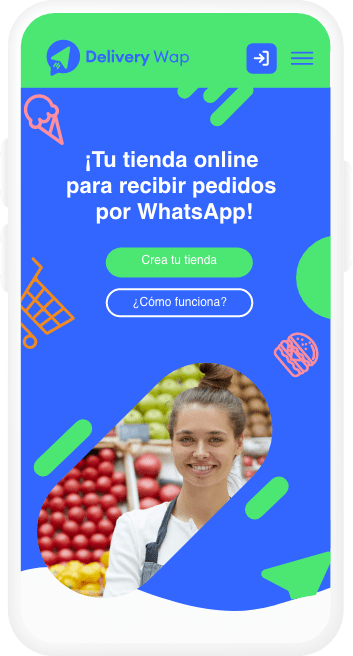 Delivery Wap
¡Tu tienda online
para recibir pedidos
por WhatsApp!
Crea tu tienda
¿Cómo funciona?